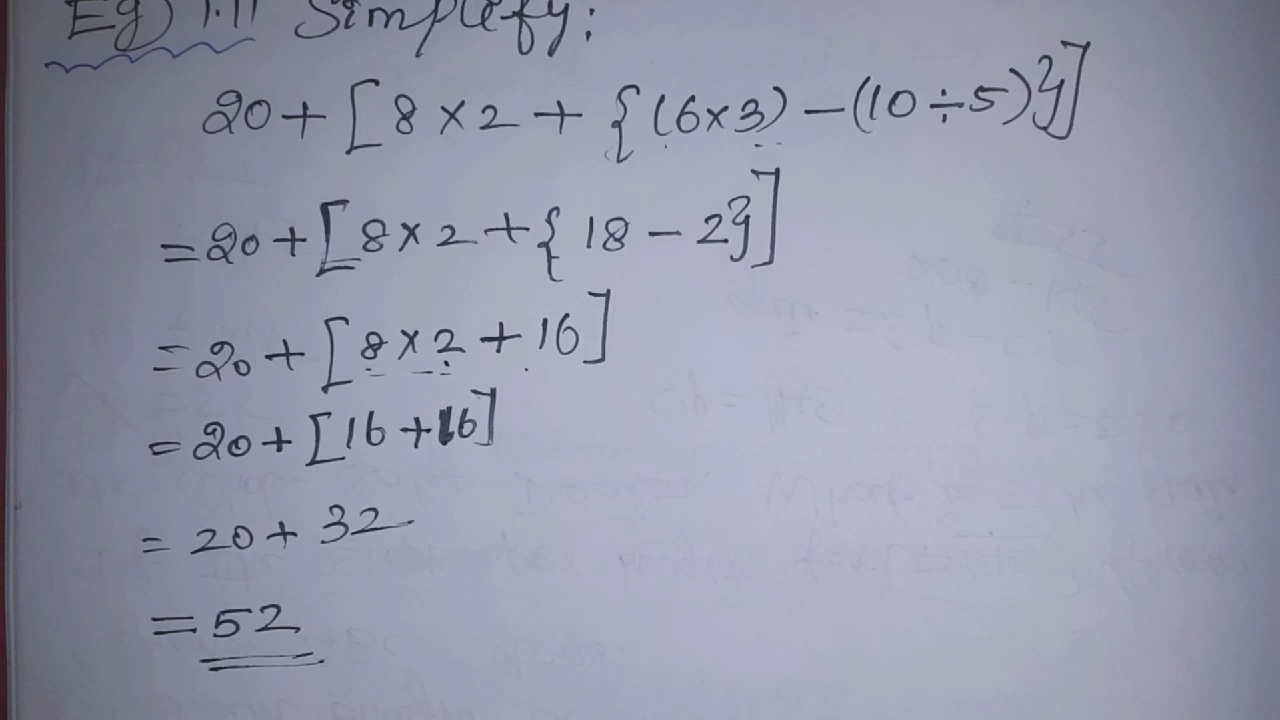 Eg) 1.11 Simplify:
20 + [8 × 2 + {(6×3) − (10 ÷ 5)}]
= 20 + [8 × 2 + {18 − 2}]
= 20 + [8 × 2 + 16]
= 20 + [16 + 16]
= 20 + 32
= 52